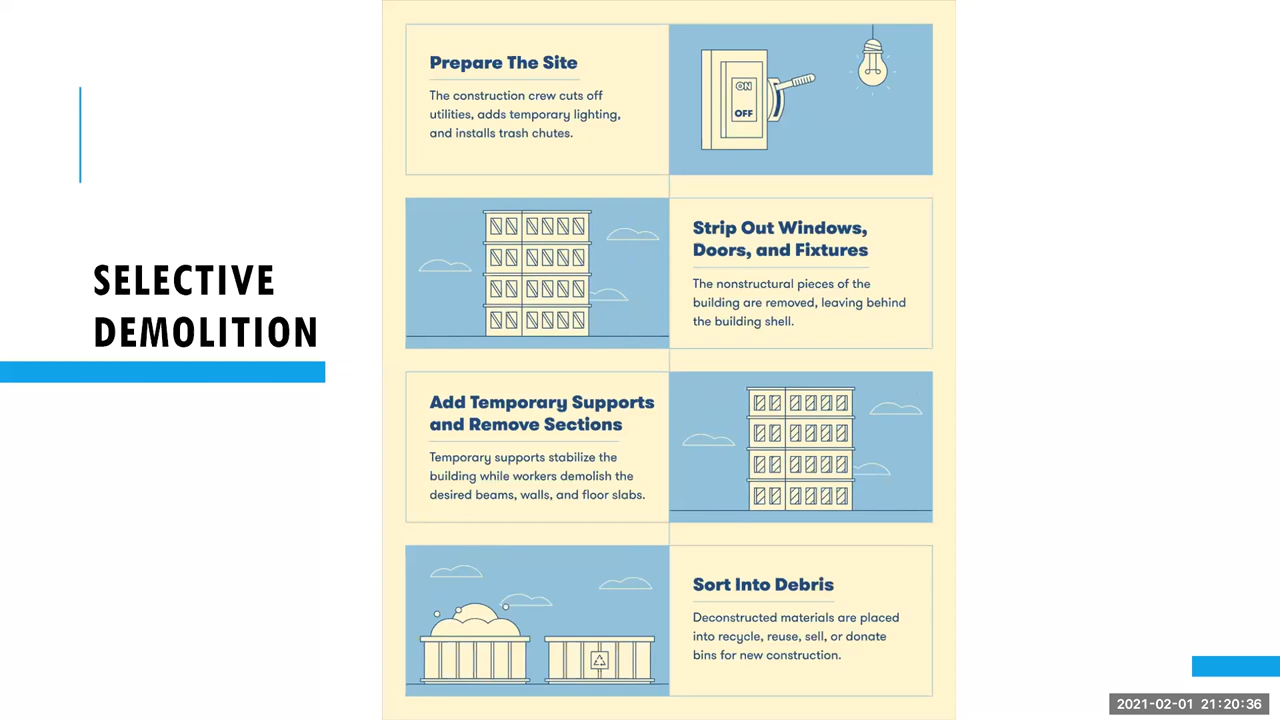 SELECTIVE
DEMOLITION
Prepare The Site
The construction crew cuts off
utilities, adds temporary lighting,
and installs trash chutes.
ON
OFF
Strip Out Windows,
Doors, and Fixtures
The nonstructural pieces of the
building are removed, leaving behind
the building shell.
Add Temporary Supports
and Remove Sections
Temporary supports stabilize the
building while workers demolish the
desired beams, walls, and floor slabs.
Sort Into Debris
Deconstructed materials are placed
into recycle, reuse, sell, or donate
bins for new construction.
2021-02-01 21:20:36